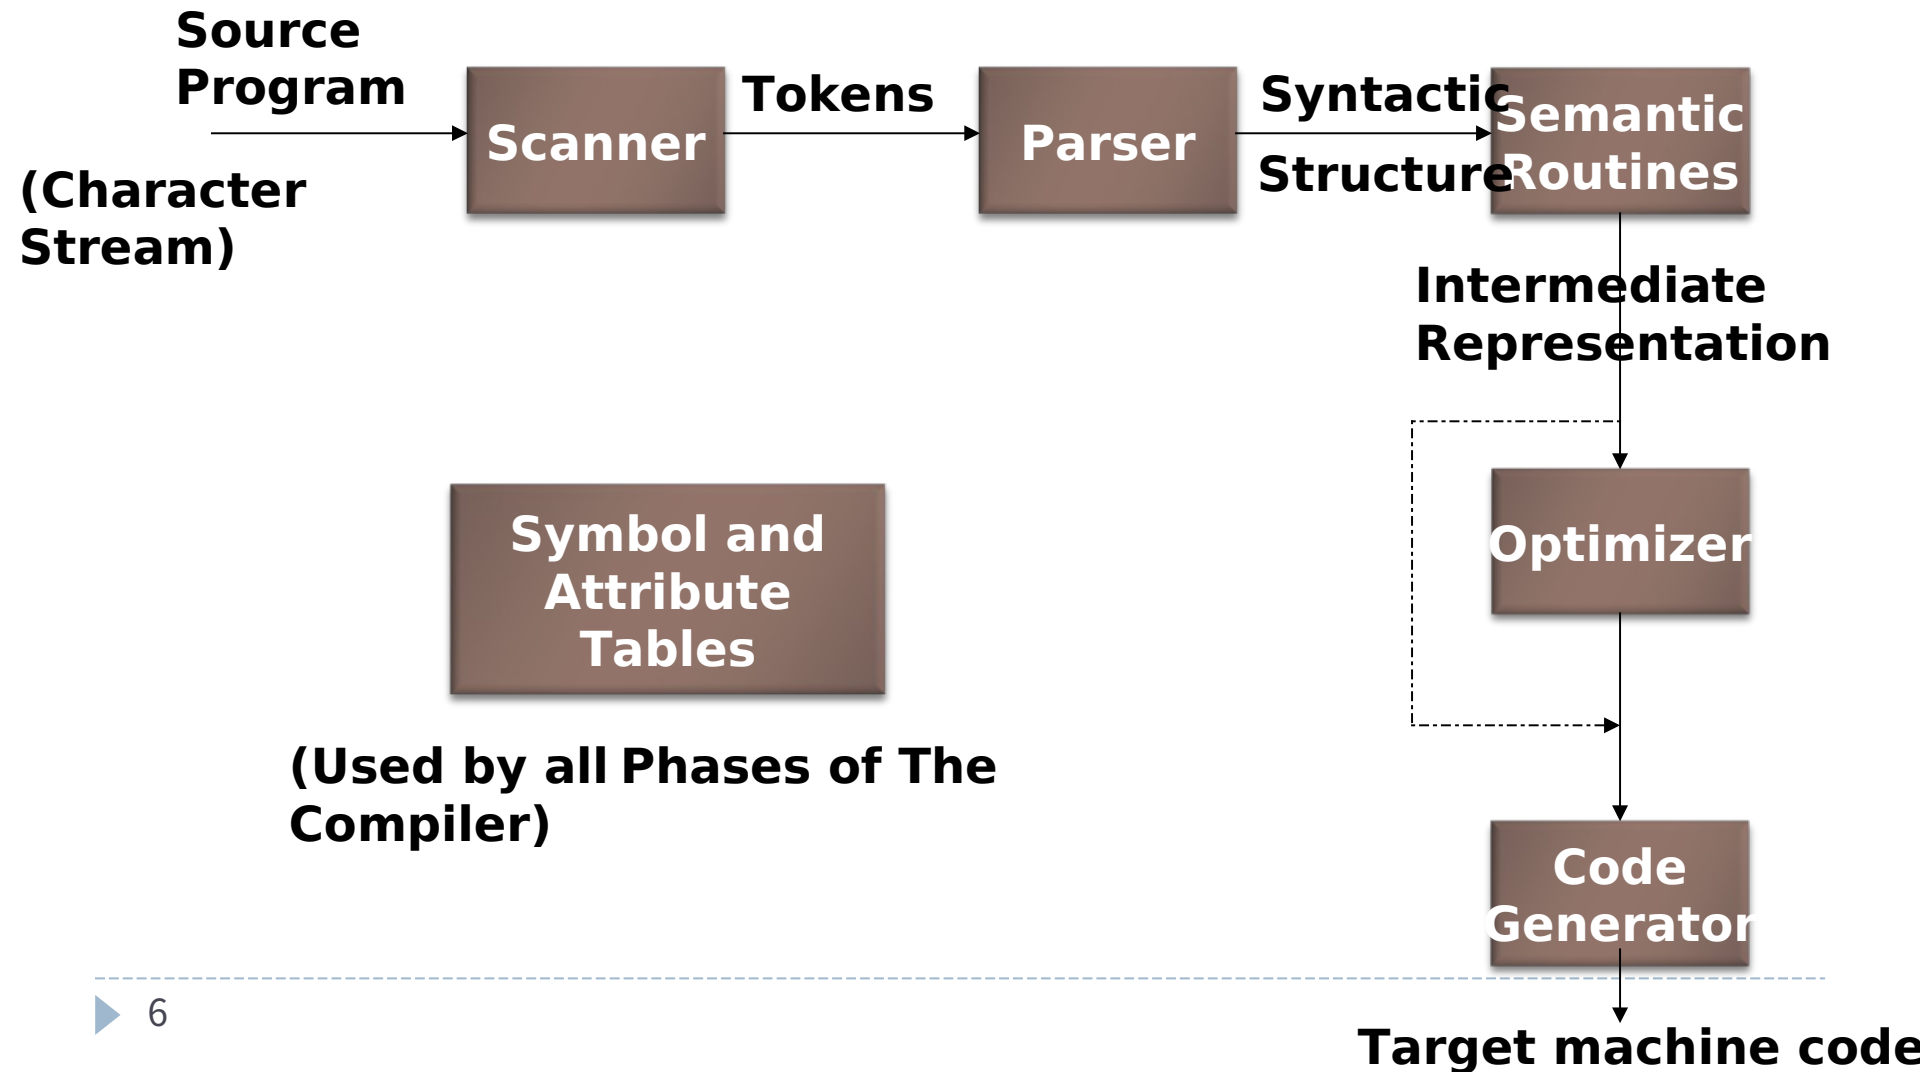 Source
Program
(Character
Stream)
Scanner
Tokens
Parser
Syntactic
Structure
Semantic
Routines
Intermediate
Representation
Optimizer
Symbol and
Attribute
Tables
(Used by all Phases of The
Compiler)
Code
Generator
6
Target machine code